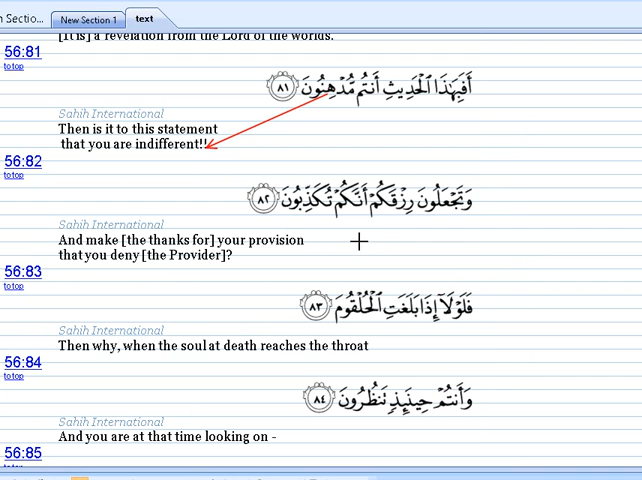 n Sectio...
New Section 1
text
[It is] a revelation from the Lord of the worlds.
56:81
to top
أَفَبِهَٰذَا ٱلْحَدِيثِ أَنتُم مُّدْهِنُونَ ٨١
Sahih International
Then is it to this statement
that you are indifferent!!
56:82
to top
وَتَجْعَلُونَ رِزْقَكُمْ أَنَّكُمْ تُكَذِّبُونَ ٨٢
Sahih International
And make [the thanks for] your provision
that you deny [the Provider]?
56:83
to top
فَلَوْلَآ إِذَا بَلَغَتِ ٱلْحُلْقُومَ ٨٣
Sahih International
Then why, when the soul at death reaches the throat
56:84
to top
وَأَنتُمْ حِينَئِذٍ تَنظُرُونَ ٨٤
Sahih International
And you are at that time looking on -
56:85